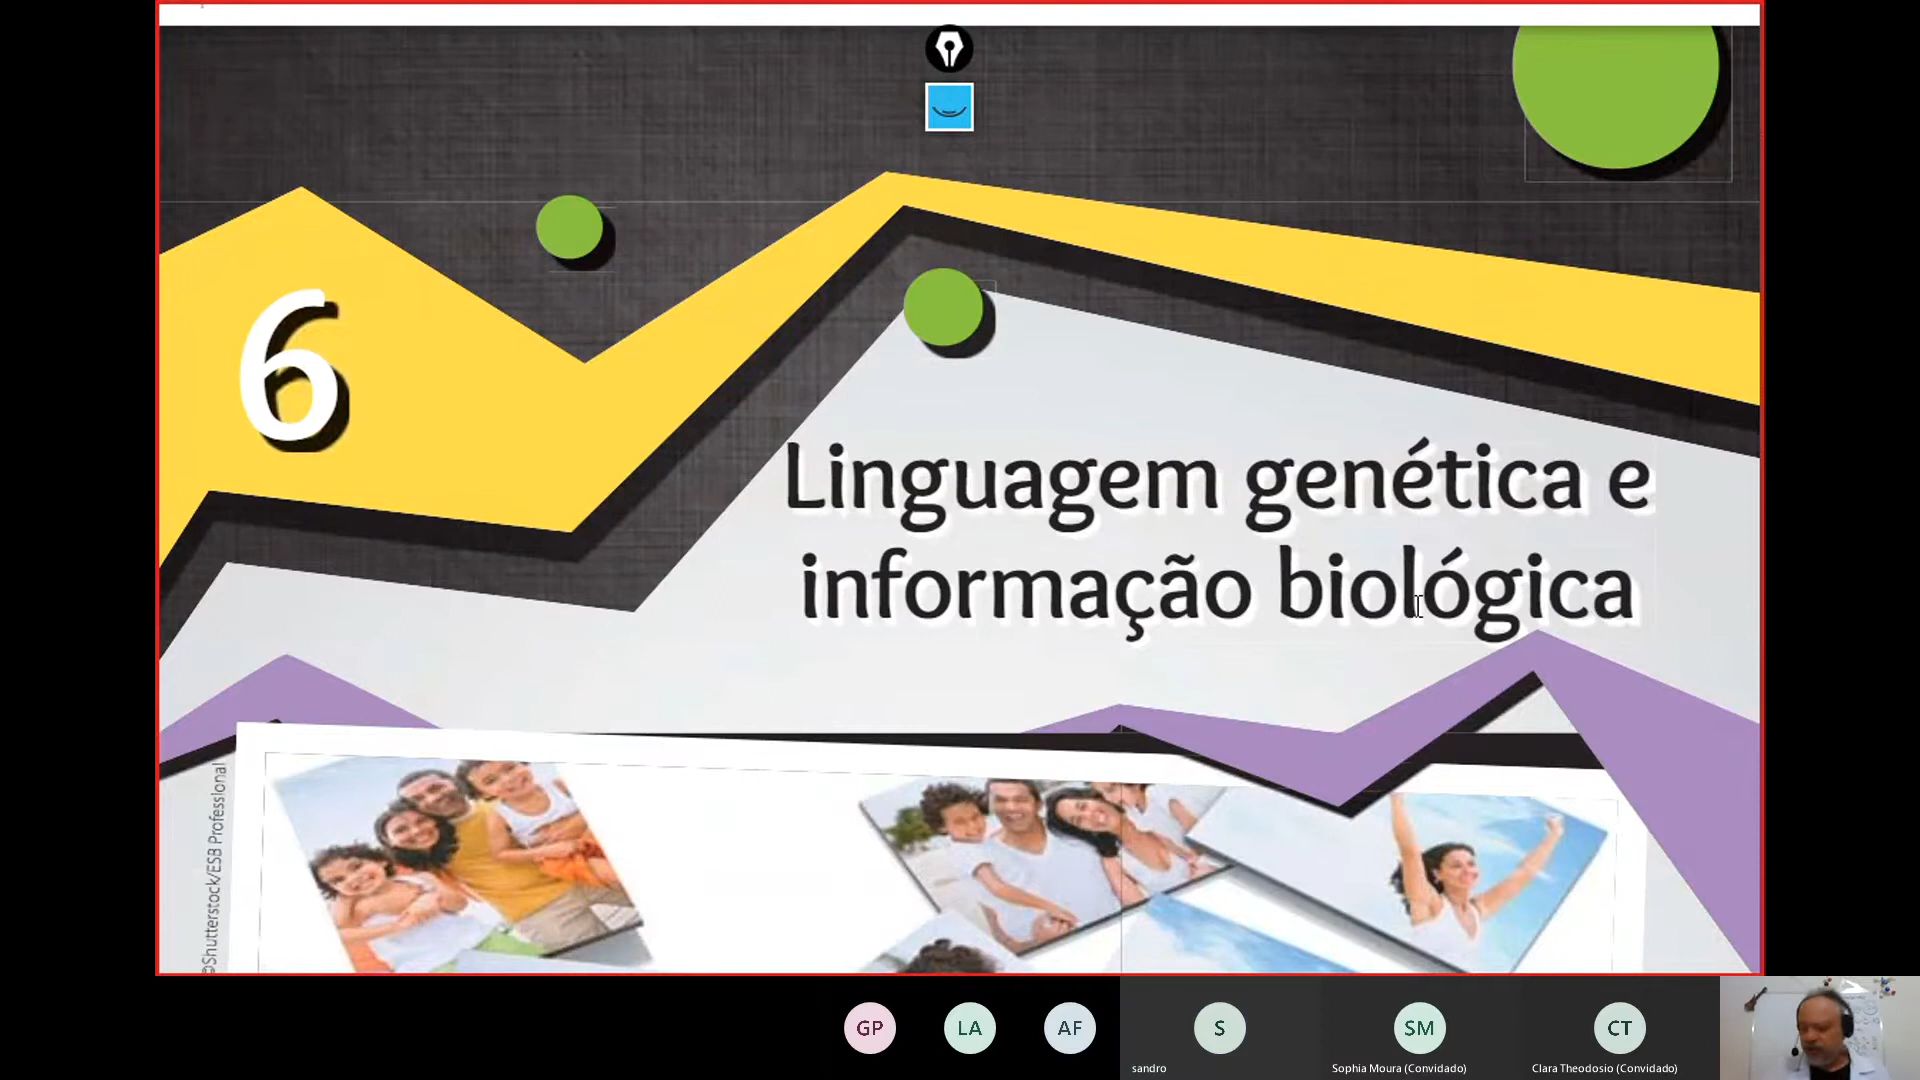 6
Linguagem genética e
informação biológica
©Shutterstock/ESB Professional
GP
LA
AF
S
SM
CT
sandro
Sophia Moura (Convidado)
Clara Theodosio (Convidado)